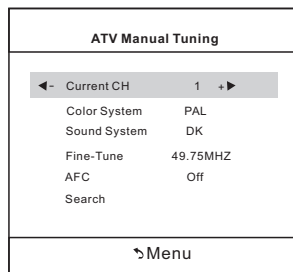 ATV Manual Tuning
◀- Current CH 1 +▶
Color System PAL
Sound System DK
Fine-Tune 49.75MHZ
AFC Off
Search
Menu